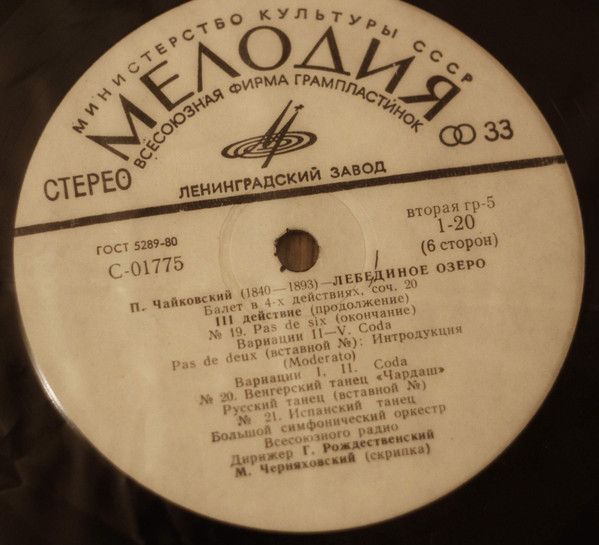 МИНИСТЕРСТВО КУЛЬТУРЫ СССР
МЕЛОДИЯ
ВСЕСОЮЗНАЯ ФИРМА ГРАМПЛАСТИНОК
СТЕРЕО
33
ЛЕНИНГРАДСКИЙ ЗАВОД
ГОСТ 5289-80
С-01775
вторая гр-5
1-20
(6 сторон)
П. Чайковский (1840—1893)—ЛЕБЕДИНОЕ ОЗЕРО
Балет в 4-х действиях, соч. 20
III действие (продолжение)
№ 19. Pas de six (окончание)
Вариации II—V. Coda
Pas de deux (вставной №): Интродукция
(Moderato)
Вариации I, II. Coda
№ 20. Венгерский танец «Чардаш»
Русский танец (вставной №)
№ 21. Испанский танец
Большой симфонический оркестр
Всесоюзного радио
Дирижер Г. Рождественский
М. Черняховский (скрипка)